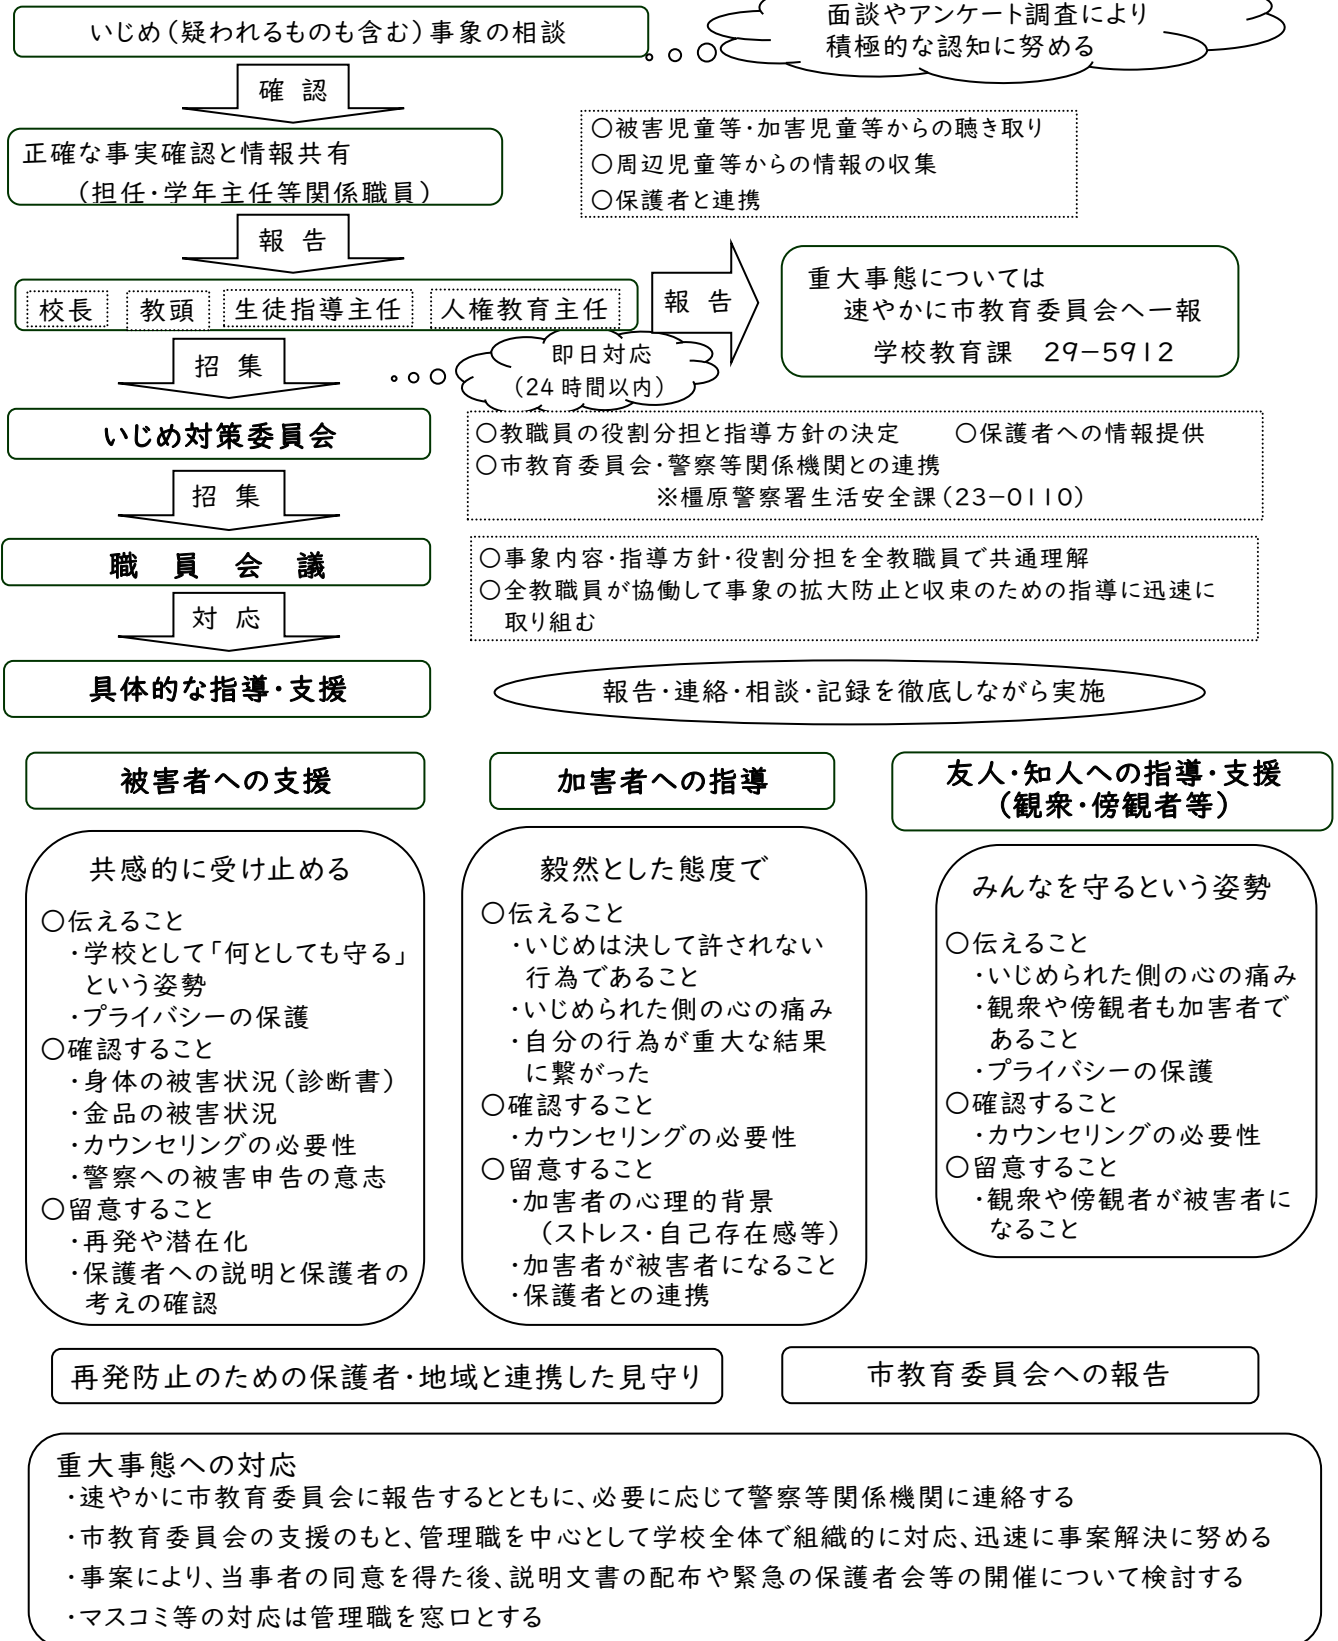 いじめ(疑われるものも含む)事象の相談
面談やアンケート調査により
積極的な認知に努める
確 認
正確な事実確認と情報共有
(担任・学年主任等関係職員)
○被害児童等・加害児童等からの聴き取り
○周辺児童等からの情報の収集
○保護者と連携
報 告
校長 教頭 生徒指導主任 人権教育主任
報 告
重大事態については
速やかに市教育委員会へ一報
学校教育課 29-5912
招 集
即日対応
(24時間以内)
いじめ対策委員会
○教職員の役割分担と指導方針の決定 ○保護者への情報提供
○市教育委員会・警察等関係機関との連携
※橿原警察署生活安全課(23-0110)
招 集
職 員 会 議
○事象内容・指導方針・役割分担を全教職員で共通理解
○全教職員が協働して事象の拡大防止と収束のための指導に迅速に
取り組む
対 応
具体的な指導・支援
報告・連絡・相談・記録を徹底しながら実施
被害者への支援
共感的に受け止める
○伝えること
・学校として「何としても守る」
という姿勢
・プライバシーの保護
○確認すること
・身体の被害状況(診断書)
・金品の被害状況
・カウンセリングの必要性
・警察への被害申告の意志
○留意すること
・再発や潜在化
・保護者への説明と保護者の
考えの確認
加害者への指導
毅然とした態度で
○伝えること
・いじめは決して許されない
行為であること
・いじめられた側の心の痛み
・自分の行為が重大な結果
に繋がった
○確認すること
・カウンセリングの必要性
○留意すること
・加害者の心理的背景
(ストレス・自己存在感等)
・加害者が被害者になること
・保護者との連携
友人・知人への指導・支援
(観衆・傍観者等)
みんなを守るという姿勢
○伝えること
・いじめられた側の心の痛み
・観衆や傍観者も加害者で
あること
・プライバシーの保護
○確認すること
・カウンセリングの必要性
○留意すること
・観衆や傍観者が被害者に
なること
再発防止のための保護者・地域と連携した見守り
市教育委員会への報告
重大事態への対応
・速やかに市教育委員会に報告するとともに、必要に応じて警察等関係機関に連絡する
・市教育委員会の支援のもと、管理職を中心として学校全体で組織的に対応、迅速に事案解決に努める
・事案により、当事者の同意を得た後、説明文書の配布や緊急の保護者会等の開催について検討する
・マスコミ等の対応は管理職を窓口とする